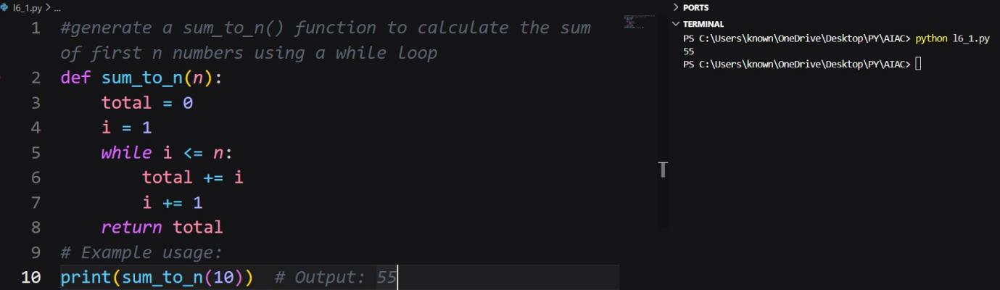 l6_1.py > ...
1 #generate a sum_to_n() function to calculate the sum
of first n numbers using a while loop
2 def sum_to_n(n):
3     total = 0
4     i = 1
5     while i <= n:
6         total += i
7         i += 1
8     return total
9 # Example usage:
10 print(sum_to_n(10))  # Output: 55
PORTS
TERMINAL
PS C:\Users\known\OneDrive\Desktop\PY\AIAC> python l6_1.py
55
PS C:\Users\known\OneDrive\Desktop\PY\AIAC>